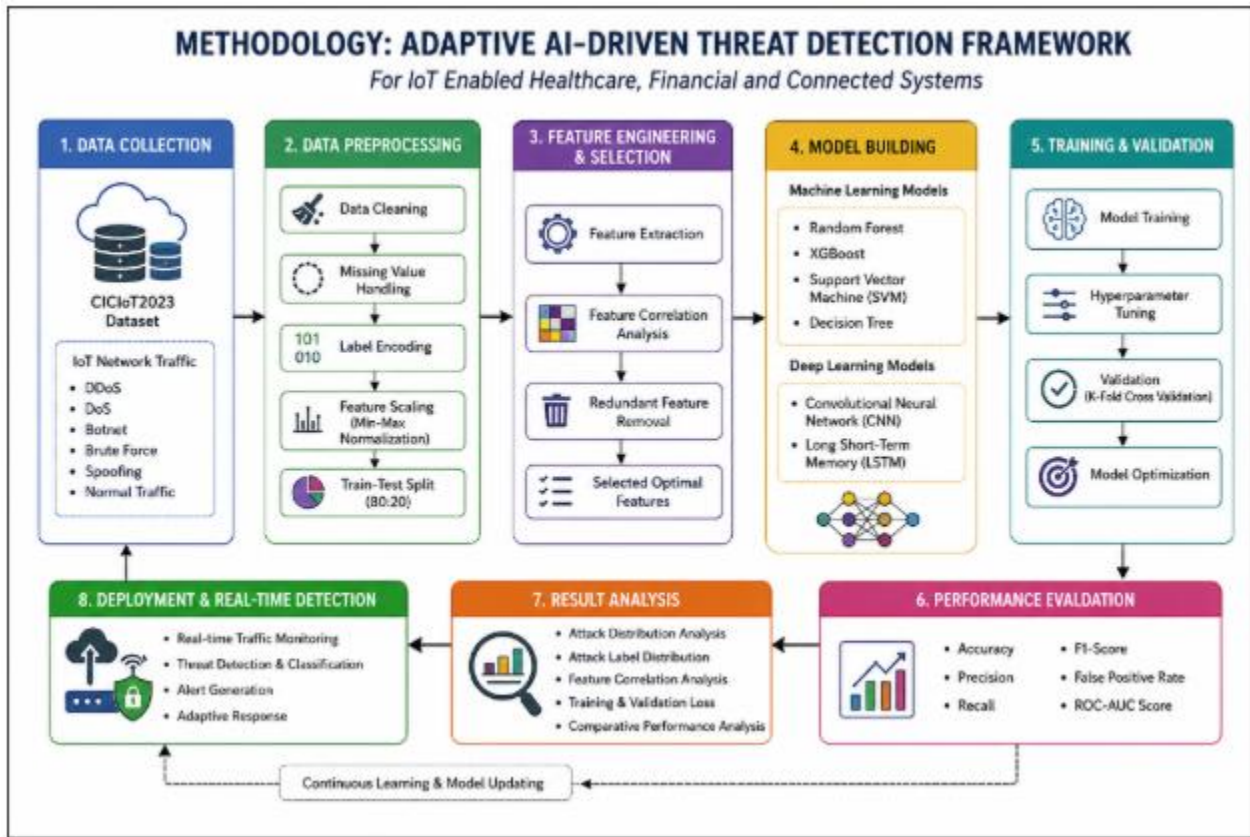 METHODOLOGY: ADAPTIVE AI-DRIVEN THREAT DETECTION FRAMEWORK
For IoT Enabled Healthcare, Financial and Connected Systems
1. DATA COLLECTION
CICIoT2023
Dataset
IoT Network Traffic
• DDoS
• DoS
• Botnet
• Brute Force
• Spoofing
• Normal Traffic
2. DATA PREPROCESSING
Data Cleaning
Missing Value
Handling
101
010
Label Encoding
Feature Scaling
(Min-Max
Normalization)
Train-Test Split
(80:20)
3. FEATURE ENGINEERING
& SELECTION
Feature Extraction
Feature Correlation
Analysis
Redundant Feature
Removal
Selected Optimal
Features
4. MODEL BUILDING
Machine Learning Models
• Random Forest
• XGBoost
• Support Vector
Machine (SVM)
• Decision Tree
Deep Learning Models
• Convolutional Neural
Network (CNN)
• Long Short-Term
Memory (LSTM)
5. TRAINING & VALIDATION
Model Training
Hyperparameter
Tuning
Validation
(K-Fold Cross Validation)
Model Optimization
6. PERFORMANCE EVALDATION
• Accuracy
• Precision
• Recall
• F1-Score
• False Positive Rate
• ROC-AUC Score
7. RESULT ANALYSIS
• Attack Distribution Analysis
• Attack Label Distribution
• Feature Correlation Analysis
• Training & Validation Loss
• Comparative Performance Analysis
8. DEPLOYMENT & REAL-TIME DETECTION
• Real-time Traffic Monitoring
• Threat Detection & Classification
• Alert Generation
• Adaptive Response
Continuous Learning & Model Updating